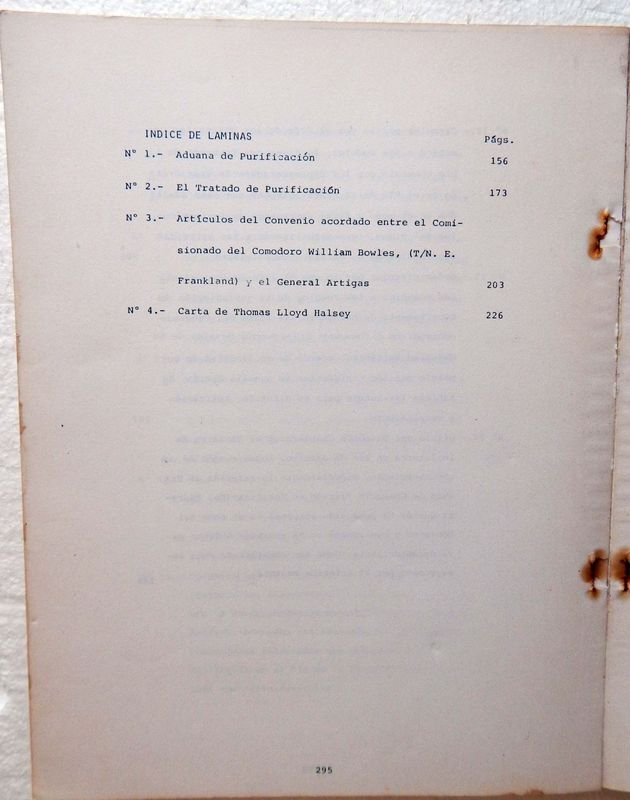 INDICE DE LAMINAS
Págs.
N° 1.- Aduana de Purificación 156
N° 2.- El Tratado de Purificación 173
N° 3.- Artículos del Convenio acordado entre el Comi-
sionado del Comodoro William Bowles, (T/N. E.
Frankland) y el General Artigas 203
N° 4.- Carta de Thomas Lloyd Halsey 226
295